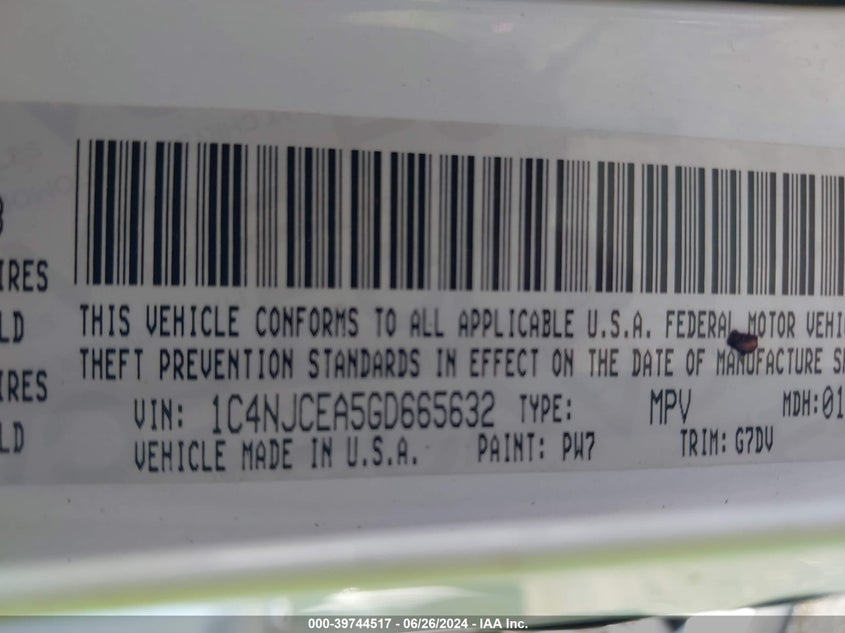 3
IRES
LD
IRES
LD
THIS VEHICLE CONFORMS TO ALL APPLICABLE U.S.A. FEDERAL MOTOR VEHI
THEFT PREVENTION STANDARDS IN EFFECT ON THE DATE OF MANUFACTURE S
VIN: 1C4NJCEA5GD665632 TYPE: MPV MDH:01
VEHICLE MADE IN U.S.A. PAINT: PW7 TRIM: G7DV
000-39744517 - 06/26/2024 - IAA Inc.